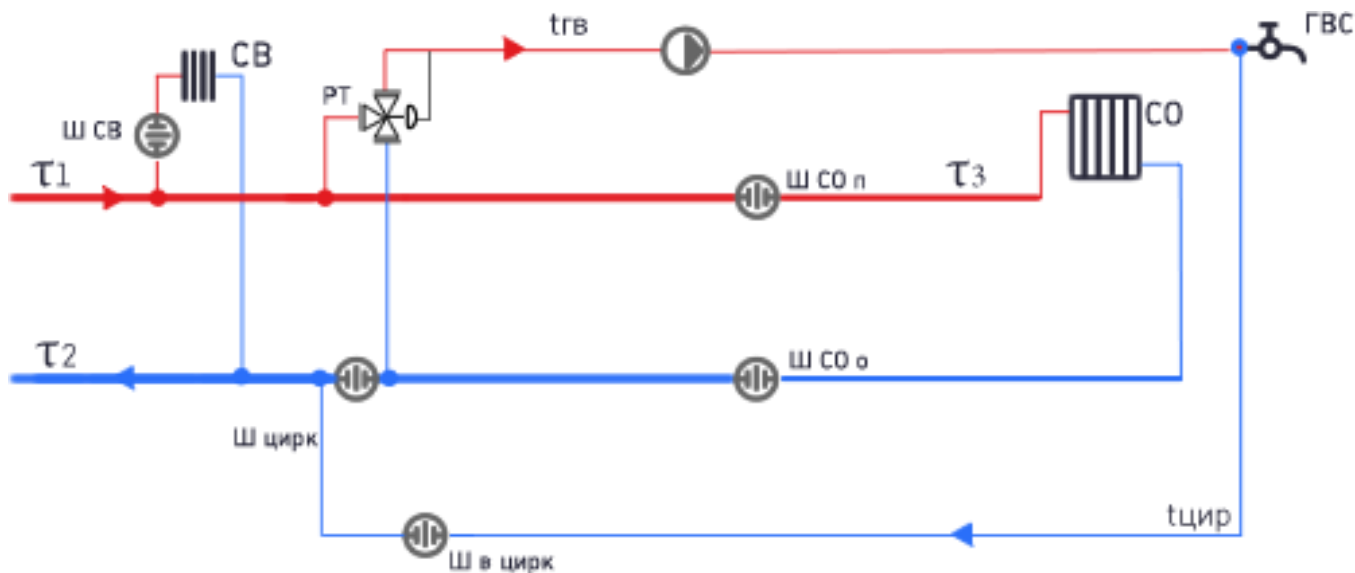 tгв
ГВС
СВ
РТ
СО
Ш СВ
τ1
Ш СО п
τ3
τ2
Ш СО о
Ш цирк
tцир
Ш в цирк